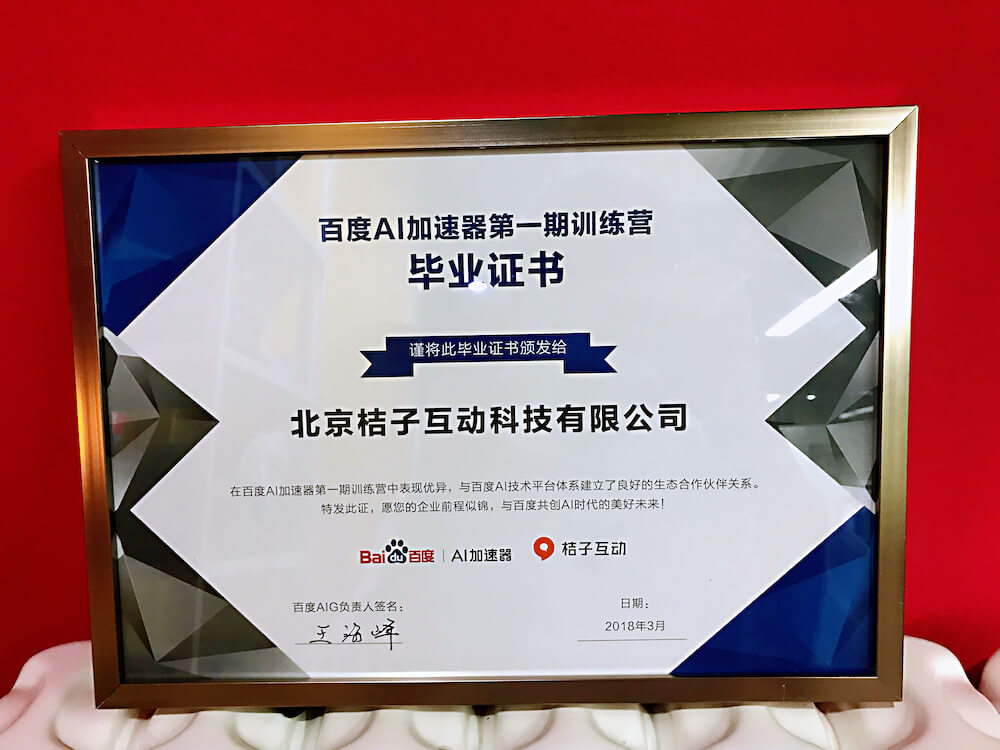 百度AI加速器第一期训练营
毕业证书
谨将此毕业证书颁发给
北京桔子互动科技有限公司
在百度AI加速器第一期训练营中表现优异，与百度AI技术平台体系建立了良好的生态合作伙伴关系。
特发此证，愿您的企业前程似锦，与百度共创AI时代的美好未来！
Bai du 百度 | AI加速器 桔子互动
百度AIG负责人签名：
王海峰
日期：
2018年3月